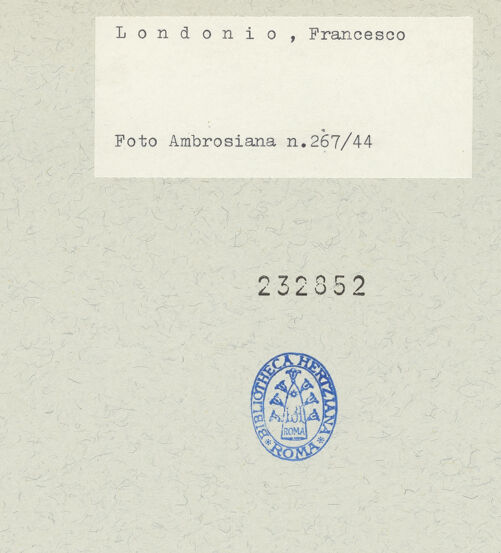 L o n d o n i o , Francesco
Foto Ambrosiana n.267/44
232852
BIBLIOTHECA HERTZIANA
ROMA
*ROMA*